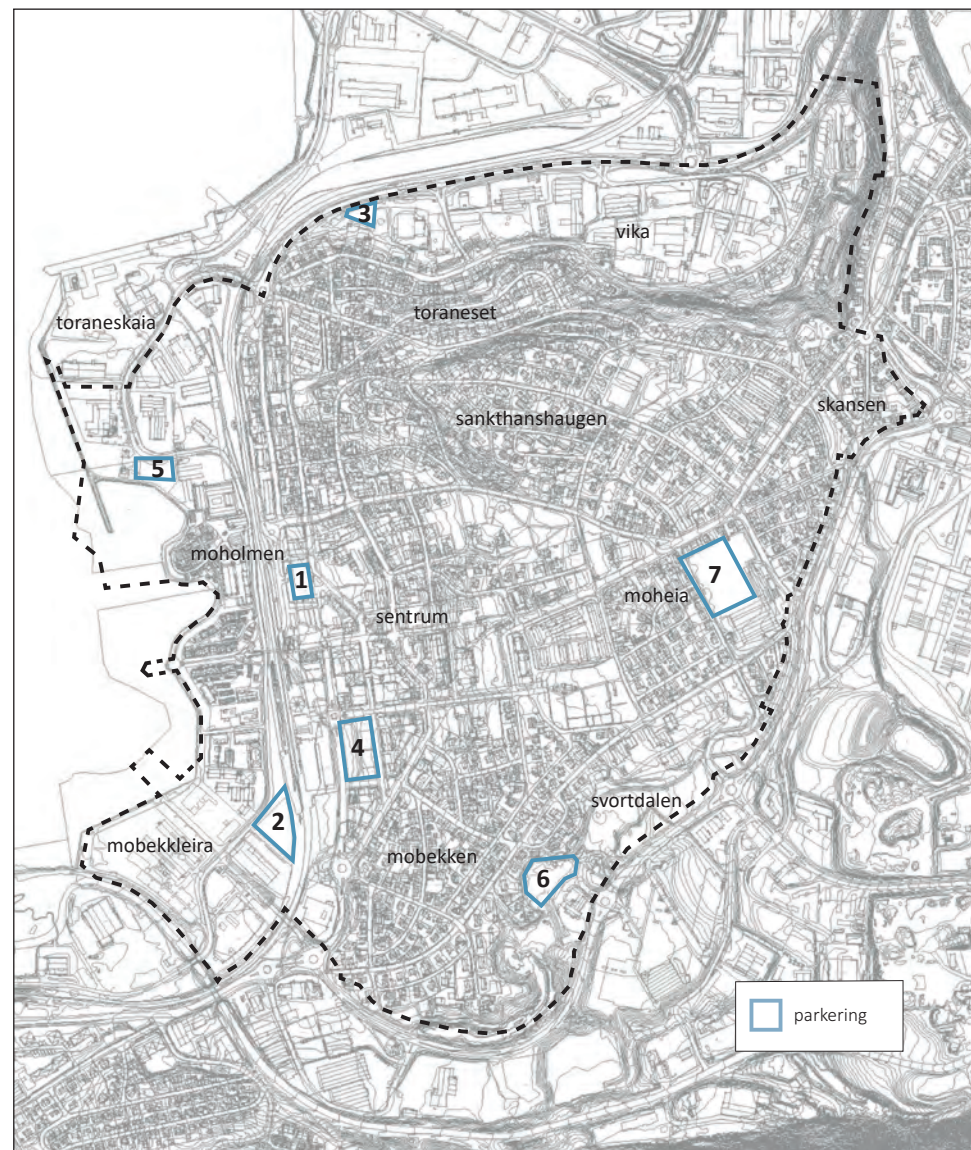 3
vika
toraneset
toraneskaia
sankthanshaugen
skansen
5
moholmen
1
7
moheia
sentrum
4
svortdalen
2
mobekkleira
mobekken
6
parkering